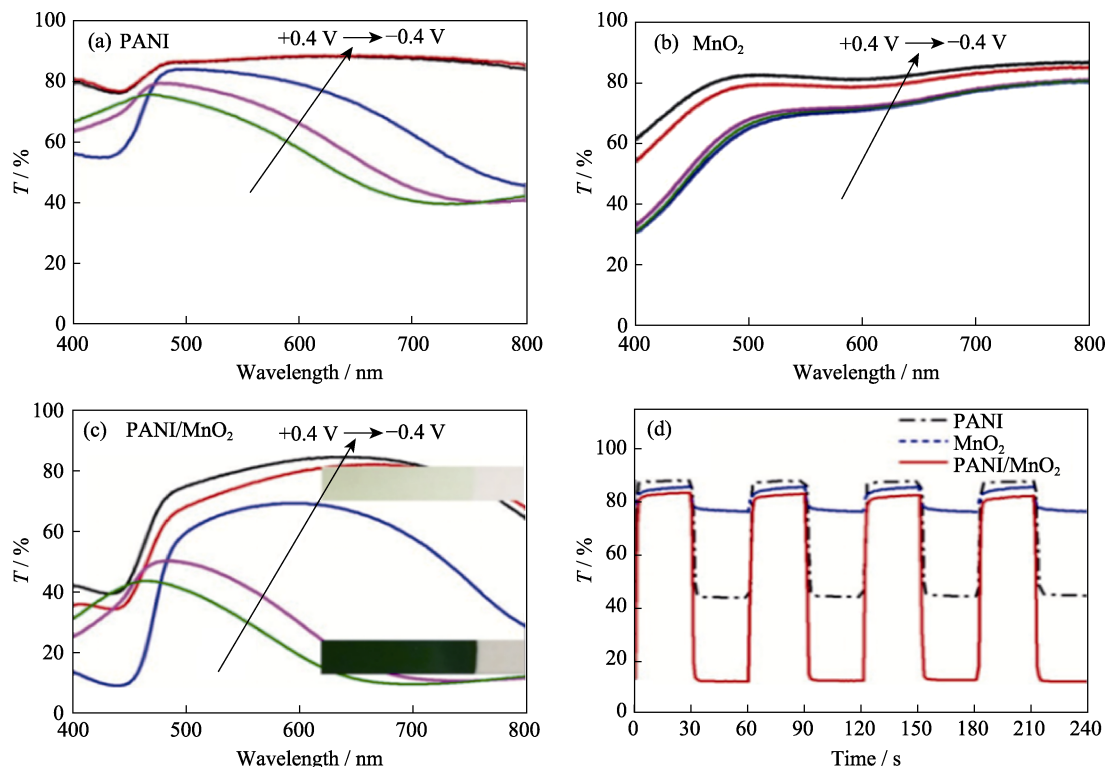 (a) PANI
+0.4 V → −0.4 V
100
80
60
40
20
0
T / %
400
500
600
700
800
Wavelength / nm
(b) MnO₂
+0.4 V → −0.4 V
100
80
60
40
20
0
T / %
400
500
600
700
800
Wavelength / nm
(c) PANI/MnO₂
+0.4 V → −0.4 V
100
80
60
40
20
0
T / %
400
500
600
700
800
Wavelength / nm
(d)
PANI
MnO₂
PANI/MnO₂
100
80
60
40
20
0
T / %
0
30
60
90
120
150
180
210
240
Time / s